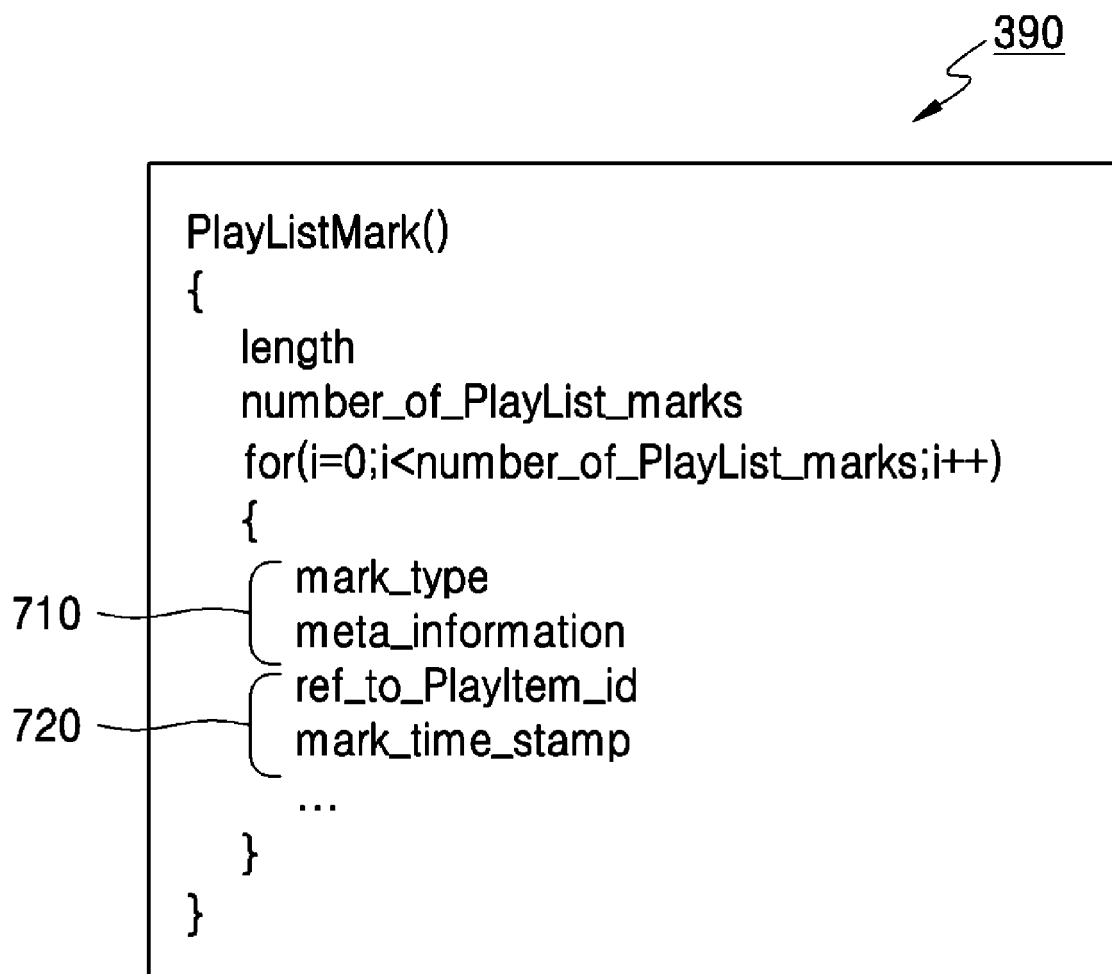 390
PlayListMark()
{
length
number_of_PlayList_marks
for(i=0;i<number_of_PlayList_marks;i++)
{
mark_type
710
meta_information
ref_to_PlayItem_id
720
mark_time_stamp
...
}
}